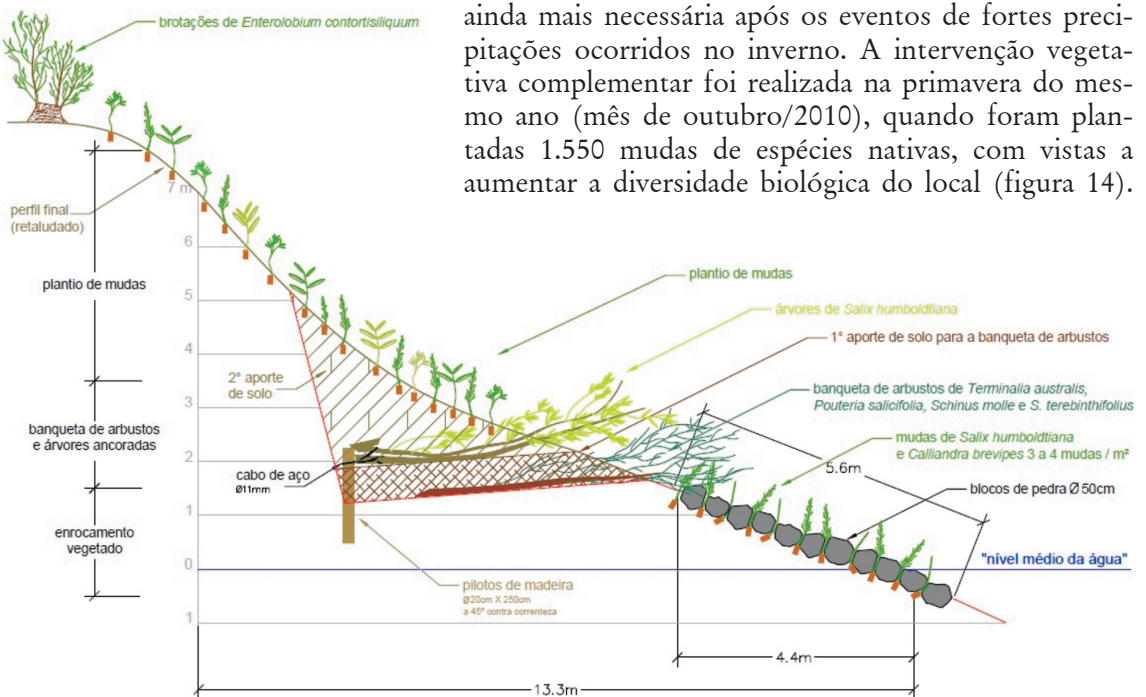 ainda mais necessária após os eventos de fortes preci-
pitações ocorridos no inverno. A intervenção vegeta-
tiva complementar foi realizada na primavera do mes-
mo ano (mês de outubro/2010), quando foram plan-
tadas 1.550 mudas de espécies nativas, com vistas a
aumentar a diversidade biológica do local (figura 14).
brotações de Enterolobium contortisiliquum
7 m
perfil final
(retaludado)
6
plantio de mudas
plantio de mudas
5
árvores de Salix humboldtiana
1° aporte de solo para a banqueta de arbustos
4
2° aporte
de solo
banqueta de arbustos de Terminalia australis,
Pouteria salicifolia, Schinus molle e S. terebinthifolius
3
banqueta de arbustos
e árvores ancoradas
mudas de Salix humboldtiana
e Calliandra brevipes 3 a 4 mudas / m²
5.6m
2
cabo de aço
Ø11mm
blocos de pedra Ø 50cm
1
enrocamento
vegetado
"nível médio da água"
0
pilotos de madeira
Ø20cm X 250cm
a 45° contra correnteza
1
4.4m
13.3m